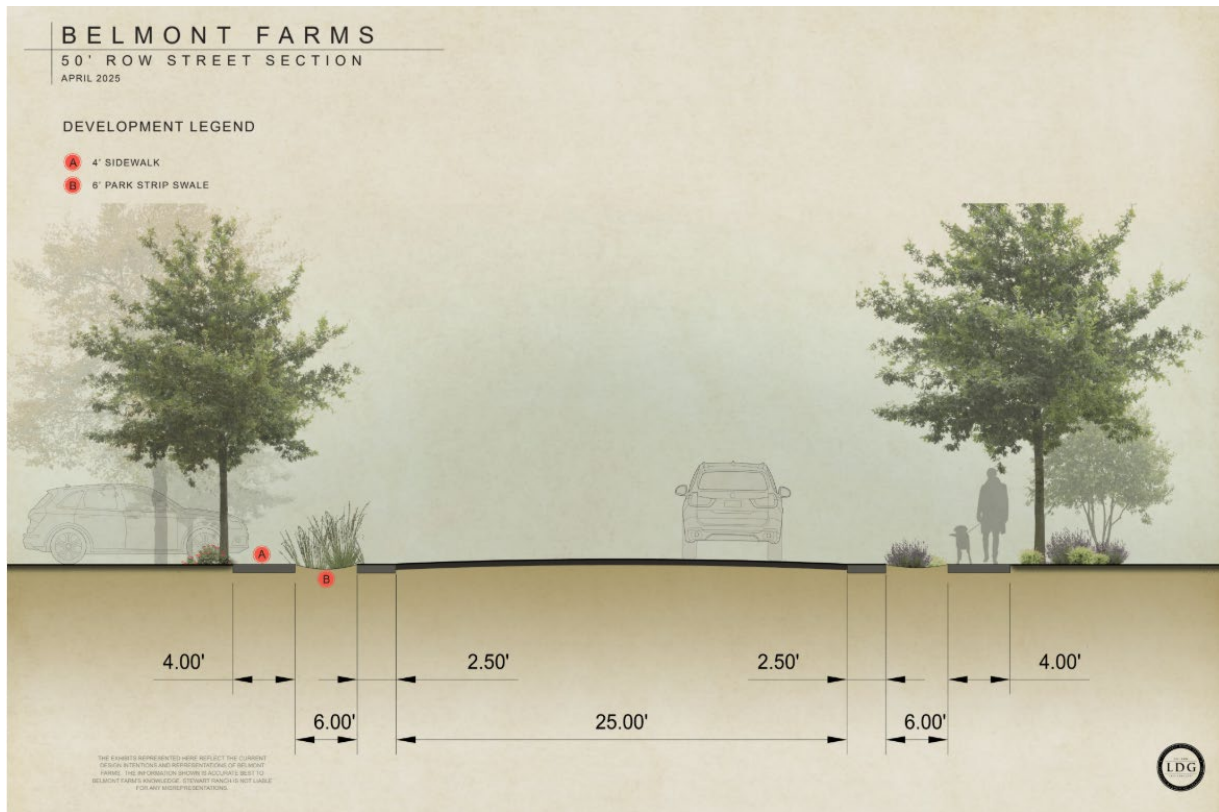 BELMONT FARMS
50' ROW STREET SECTION
APRIL 2025
DEVELOPMENT LEGEND
A 4' SIDEWALK
B 6' PARK STRIP SWALE
A
B
4.00' 2.50' 2.50' 4.00'
6.00' 25.00' 6.00'
THE EXHIBITS REPRESENTED HERE REFLECT THE CURRENT
DESIGN INTENTIONS AND REPRESENTATIONS OF BELMONT
FARMS. THE INFORMATION SHOWN IS ACCURATE BEST TO
BELMONT FARM'S KNOWLEDGE. STEWART RANCH IS NOT LIABLE
FOR ANY MISREPRESENTATIONS.
LDG